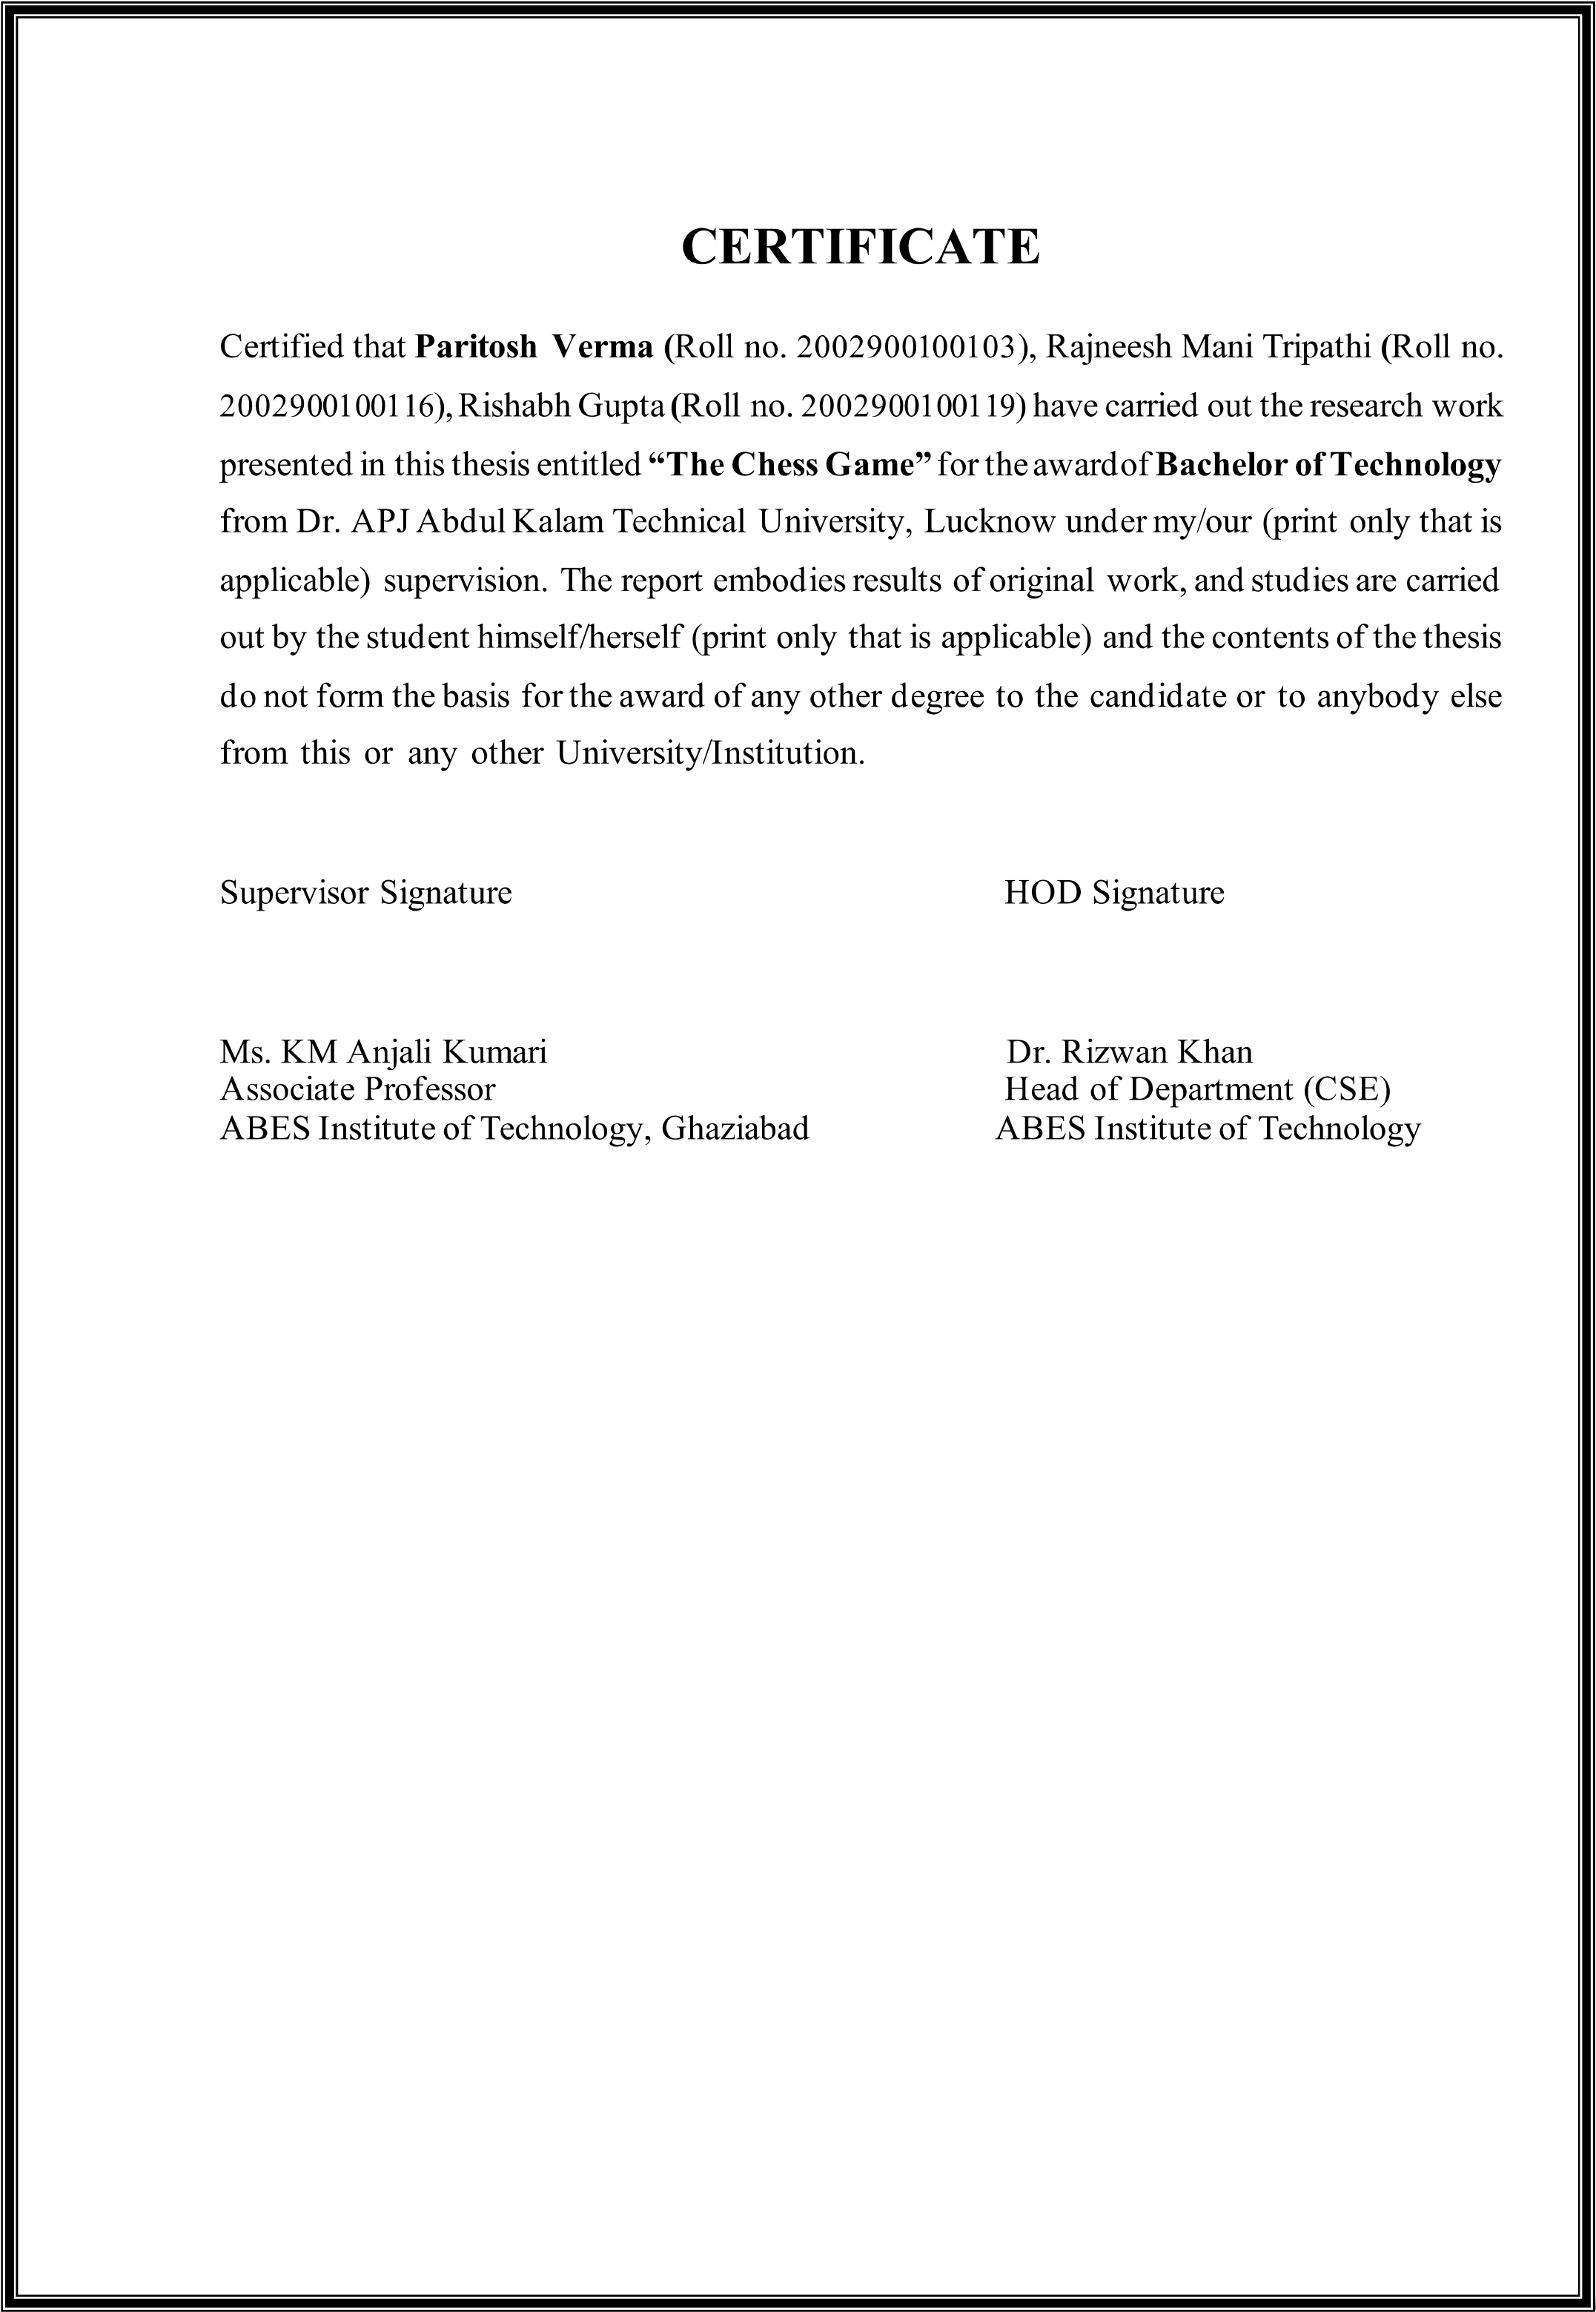 CERTIFICATE
Certified that Paritosh Verma (Roll no. 2002900100103), Rajneesh Mani Tripathi (Roll no.
2002900100116), Rishabh Gupta (Roll no. 2002900100119) have carried out the research work
presented in this thesis entitled “The Chess Game” for the award of Bachelor of Technology
from Dr. APJ Abdul Kalam Technical University, Lucknow under my/our (print only that is
applicable) supervision. The report embodies results of original work, and studies are carried
out by the student himself/herself (print only that is applicable) and the contents of the thesis
do not form the basis for the award of any other degree to the candidate or to anybody else
from this or any other University/Institution.
Supervisor Signature HOD Signature
Ms. KM Anjali Kumari Dr. Rizwan Khan
Associate Professor Head of Department (CSE)
ABES Institute of Technology, Ghaziabad ABES Institute of Technology